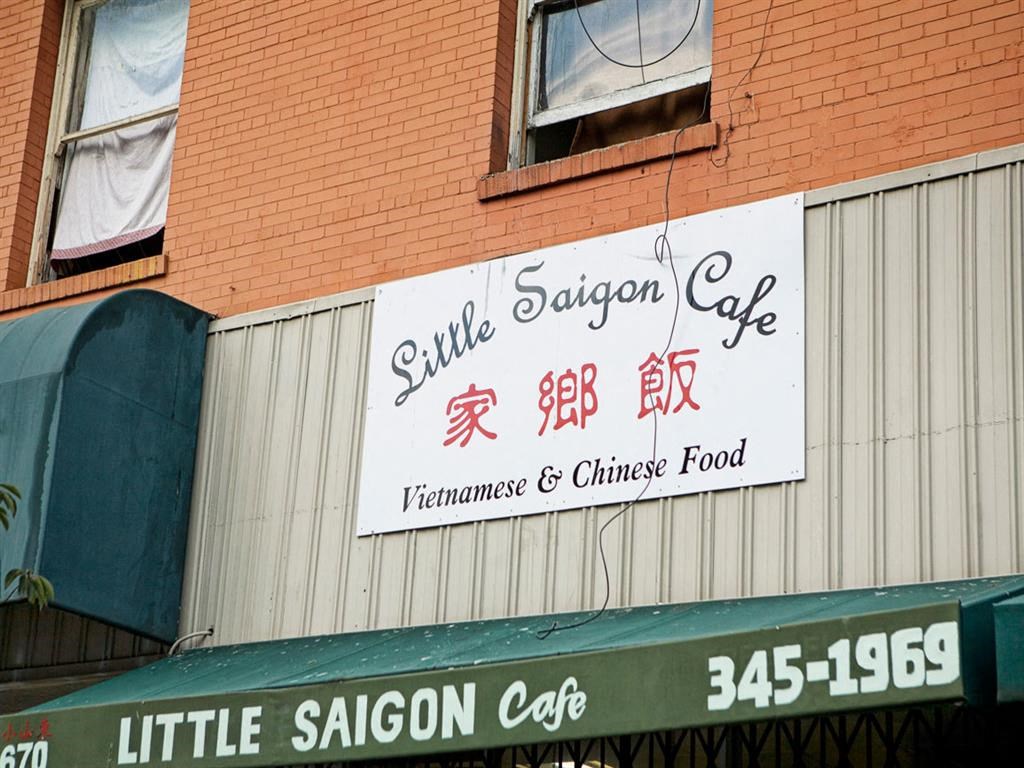 Little Saigon Cafe
家鄉飯
Vietnamese & Chinese Food
LITTLE SAIGON Cafe 345-1969
670